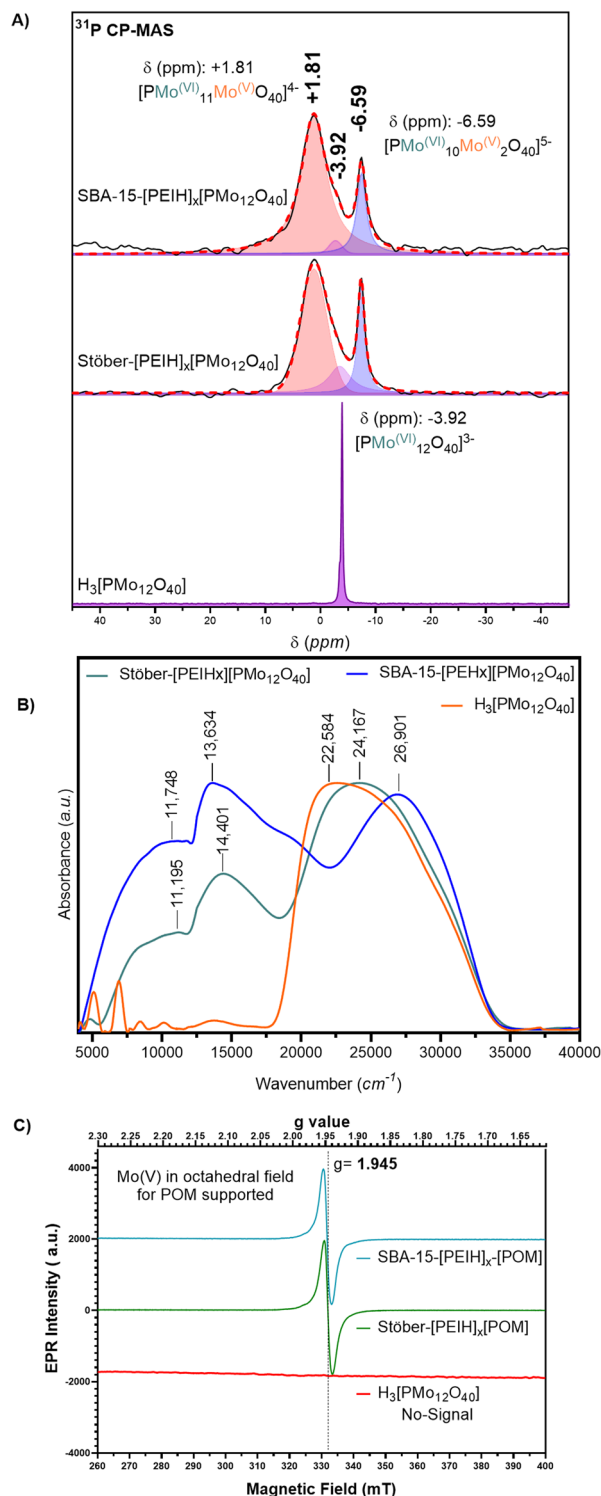 A)
³¹P CP-MAS
δ (ppm): +1.81
[PMo⁽ⱽᴵ⁾₁₁Mo⁽ⱽ⁾O₄₀]⁴⁻
+1.81
-3.92
-6.59
δ (ppm): -6.59
[PMo⁽ⱽᴵ⁾₁₀Mo⁽ⱽ⁾₂O₄₀]⁵⁻
SBA-15-[PEIH]ₓ[PMo₁₂O₄₀]
Stöber-[PEIH]ₓ[PMo₁₂O₄₀]
δ (ppm): -3.92
[PMo⁽ⱽᴵ⁾₁₂O₄₀]³⁻
H₃[PMo₁₂O₄₀]
40 30 20 10 0 -10 -20 -30 -40
δ (ppm)
B)
Stöber-[PEIHx][PMo₁₂O₄₀]
SBA-15-[PEHx][PMo₁₂O₄₀]
H₃[PMo₁₂O₄₀]
11,748
13,634
11,195
14,401
22,584
24,167
26,901
Absorbance (a.u.)
5000 10000 15000 20000 25000 30000 35000 40000
Wavenumber (cm⁻¹)
C)
g value
2.30 2.25 2.20 2.15 2.10 2.05 2.00 1.95 1.90 1.85 1.80 1.75 1.70 1.65
g= 1.945
Mo(V) in octahedral field
for POM supported
SBA-15-[PEIH]ₓ-[POM]
Stöber-[PEIH]ₓ[POM]
H₃[PMo₁₂O₄₀]
No-Signal
EPR Intensity ( a.u.)
4000
2000
0
-2000
-4000
260 270 280 290 300 310 320 330 340 350 360 370 380 390 400
Magnetic Field (mT)